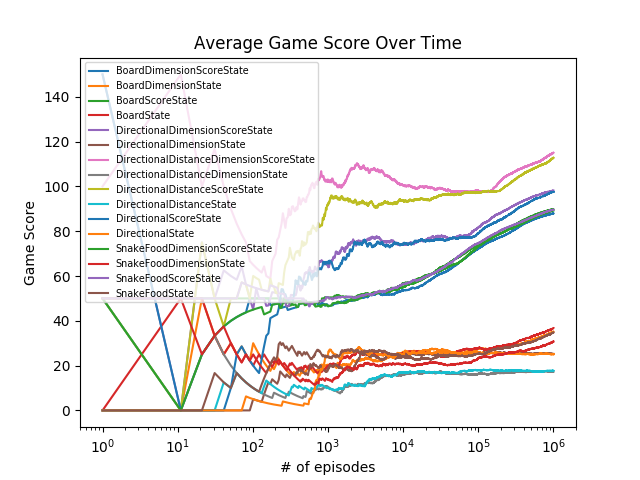 Average Game Score Over Time
Game Score
140
120
100
80
60
40
20
0
BoardDimensionScoreState
BoardDimensionState
BoardScoreState
BoardState
DirectionalDimensionScoreState
DirectionalDimensionState
DirectionalDistanceDimensionScoreState
DirectionalDistanceDimensionState
DirectionalDistanceScoreState
DirectionalDistanceState
DirectionalScoreState
DirectionalState
SnakeFoodDimensionScoreState
SnakeFoodDimensionState
SnakeFoodScoreState
SnakeFoodState
10⁰ 10¹ 10² 10³ 10⁴ 10⁵ 10⁶
# of episodes